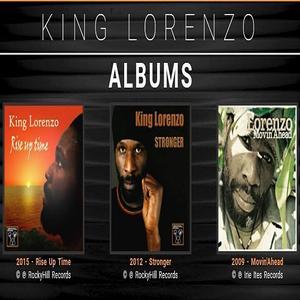 KING LORENZO
ALBUMS
King Lorenzo
Rise up time
King Lorenzo
STRONGER
Lorenzo
Movin'Ahead
2015 - Rise Up Time
© @ RockyHill Records
2012 - Stronger
© @ RockyHill Records
2009 - Movin'Ahead
© @ Irie Ites Records